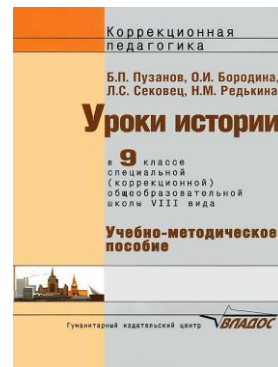 Коррекционная
педагогика
Б.П. Пузанов, О.И. Бородина,
Л.С. Сековец, Н.М. Редькина
Уроки истории
в 9 классе
специальной
(коррекционной)
общеобразовательной
школы VIII вида
Учебно-методическое
пособие
Гуманитарный издательский центр ВЛАДОС